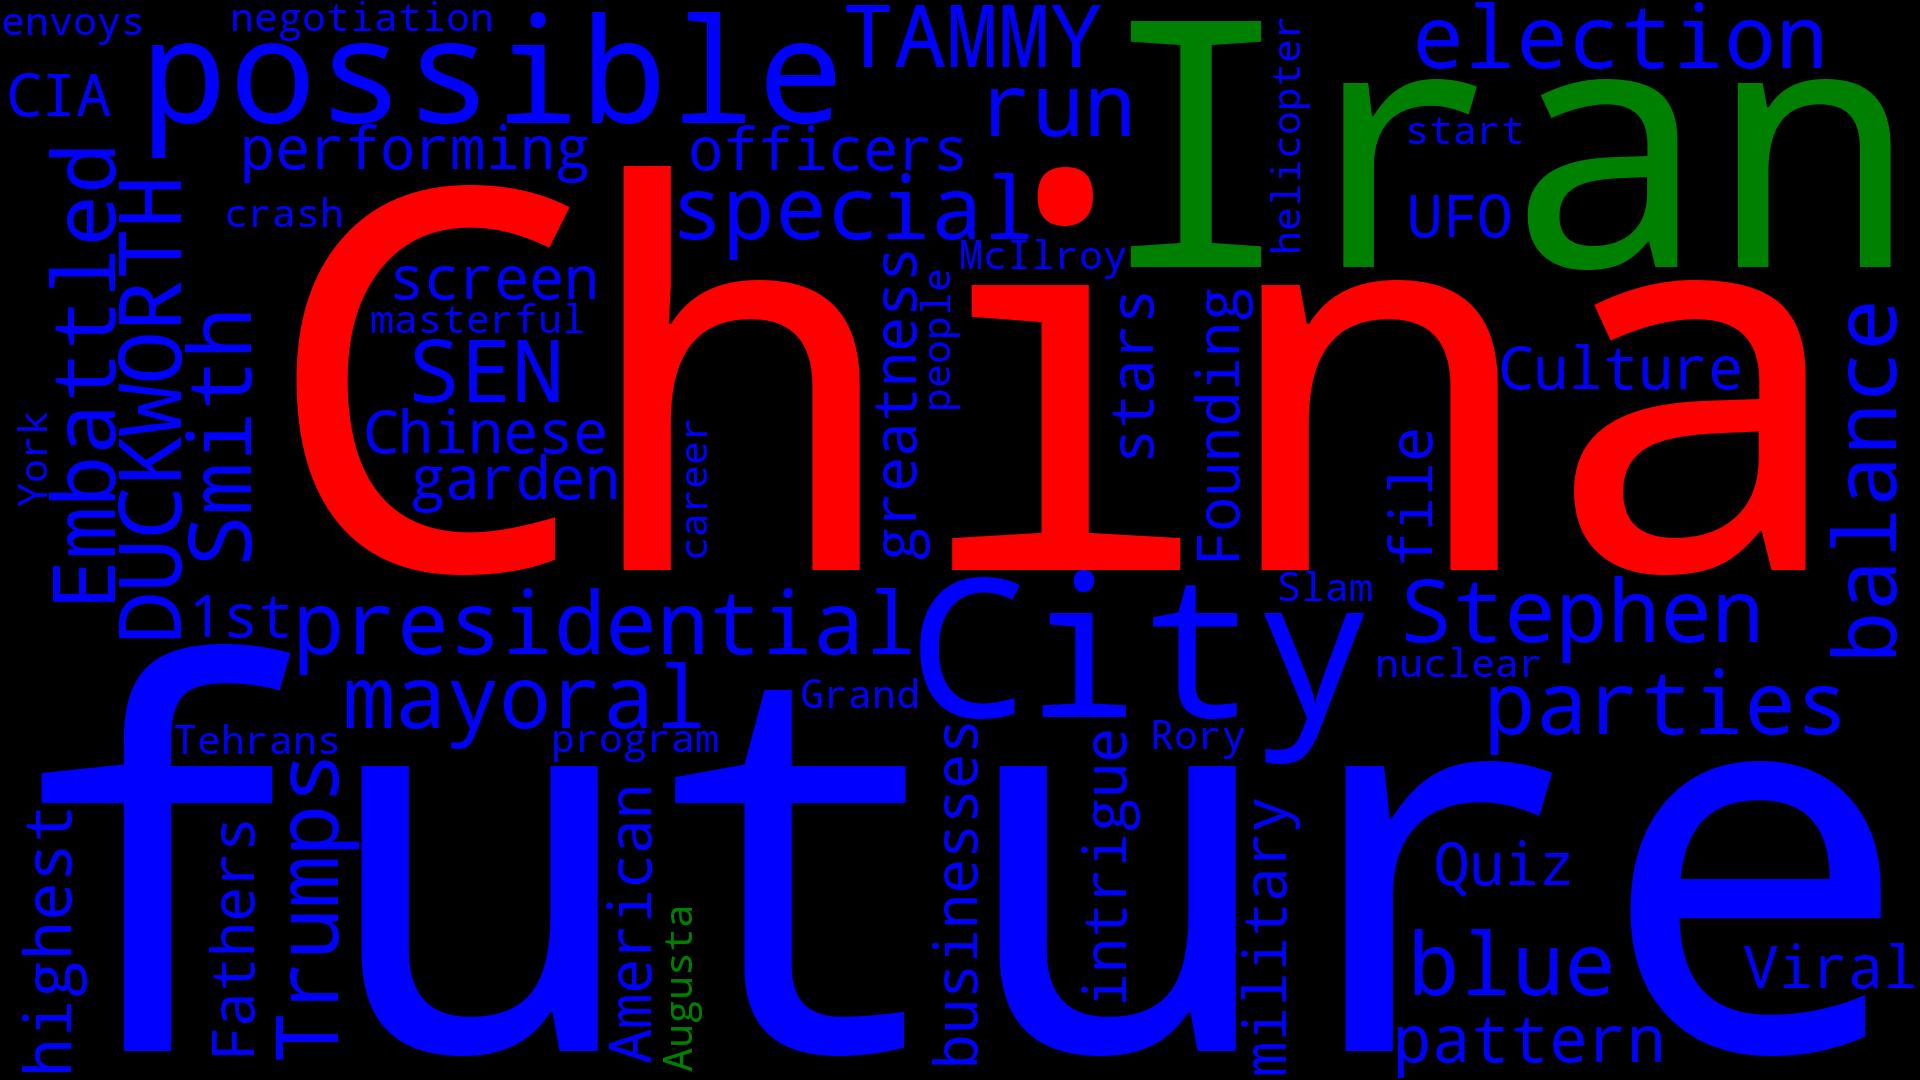 envoys
negotiation
possible
TAMMY
Iran
election
CIA
run
helicopter
start
performing
officers
special
UFO
crash
McIlroy
Embattled
DUCKWORTH
Smith
York
China
screen
masterful
SEN
Chinese
garden
career
greatness
people
stars
Founding
file
Culture
balance
1st
presidential
City
Slam
Stephen
nuclear
mayoral
Grand
parties
Tehrans
program
Rory
future
highest
Fathers
Trumps
American
Augusta
businesses
intrigue
military
Quiz
blue
Viral
pattern